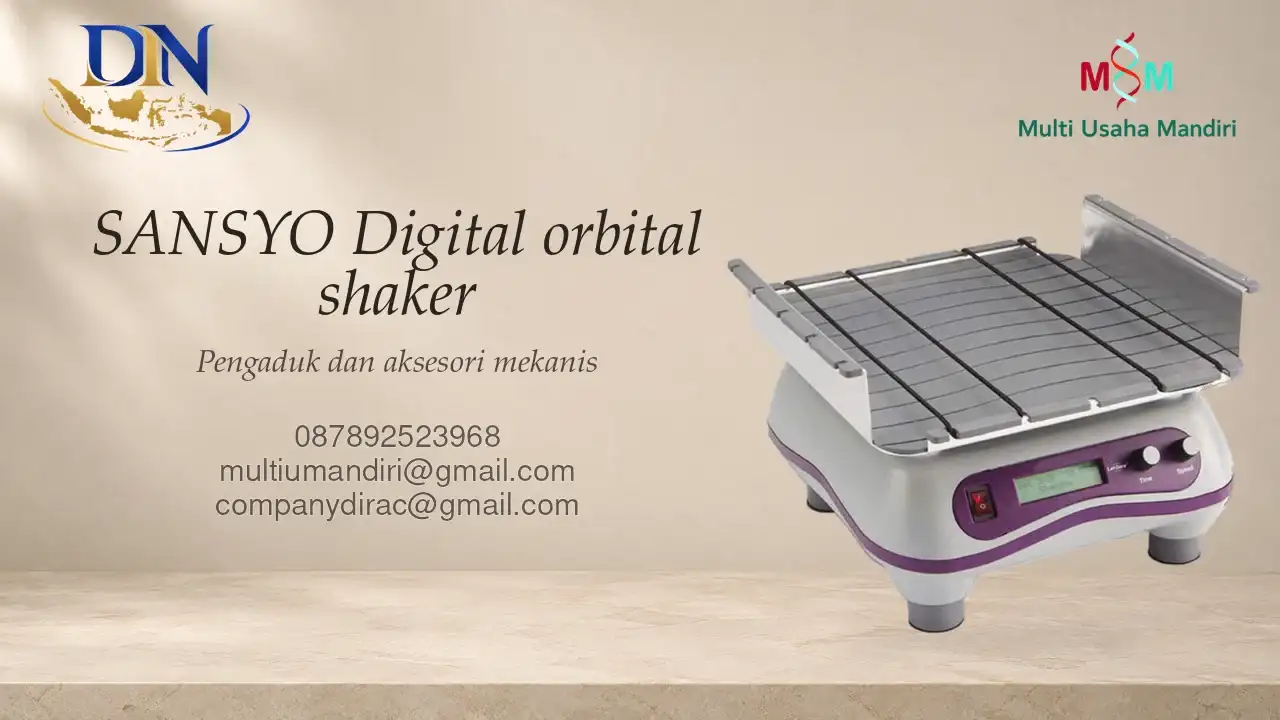 DIN
MSM
Multi Usaha Mandiri
SANSYO Digital orbital
shaker
Pengaduk dan aksesori mekanis
087892523968
multiumandiri@gmail.com
companydirac@gmail.com
Time
Speed